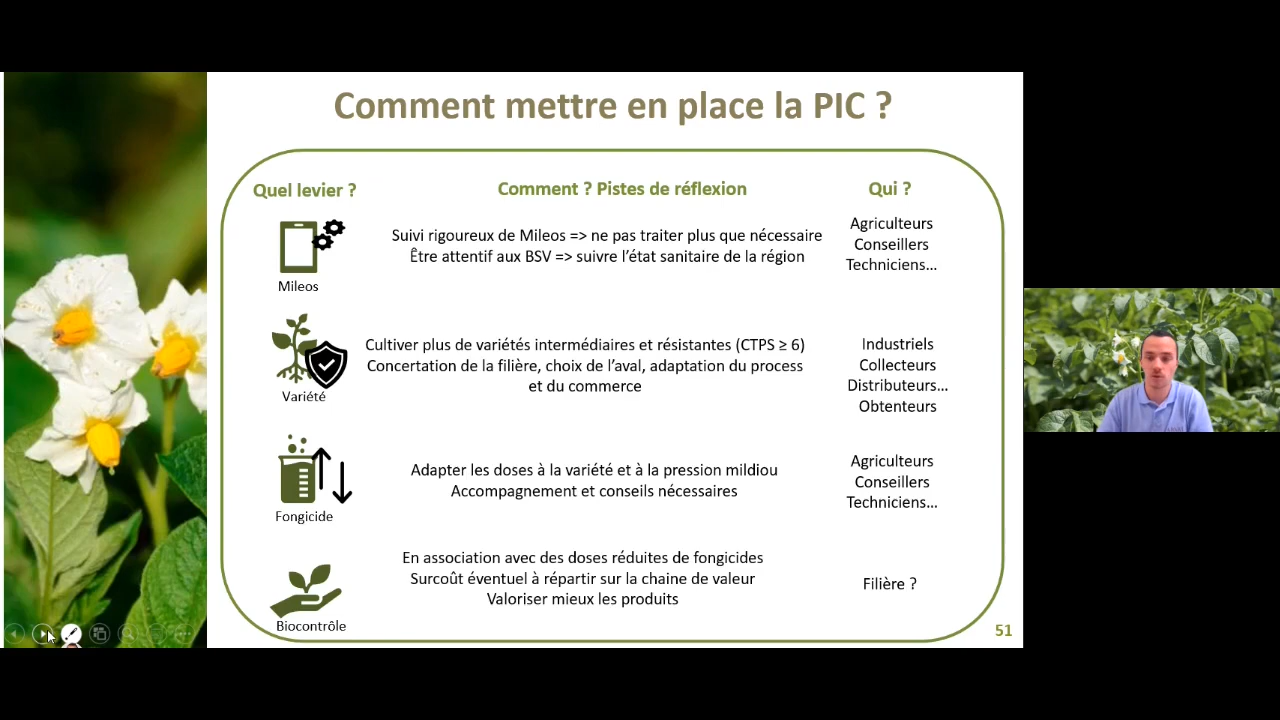 Comment mettre en place la PIC ?
Quel levier ?
Comment ? Pistes de réflexion
Qui ?
Mileos
Suivi rigoureux de Mileos => ne pas traiter plus que nécessaire
Être attentif aux BSV => suivre l'état sanitaire de la région
Agriculteurs
Conseillers
Techniciens...
Variété
Cultiver plus de variétés intermédiaires et résistantes (CTPS ≥ 6)
Concertation de la filière, choix de l'aval, adaptation du process
et du commerce
Industriels
Collecteurs
Distributeurs...
Obtenteurs
Fongicide
Adapter les doses à la variété et à la pression mildiou
Accompagnement et conseils nécessaires
Agriculteurs
Conseillers
Techniciens...
Biocontrôle
En association avec des doses réduites de fongicides
Surcoût éventuel à répartir sur la chaine de valeur
Valoriser mieux les produits
Filière ?
51